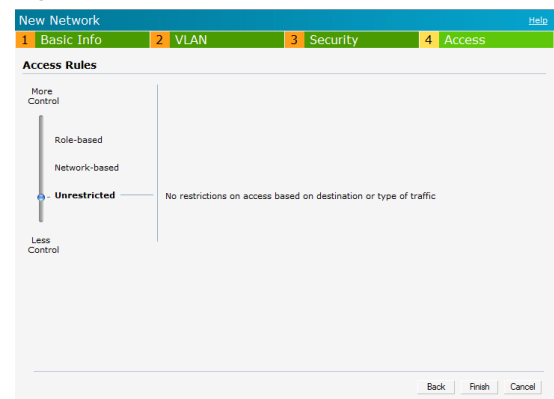 New Network Help
1 Basic Info 2 VLAN 3 Security 4 Access
Access Rules
More
Control
Role-based
Network-based
Unrestricted No restrictions on access based on destination or type of traffic
Less
Control
Back Finish Cancel